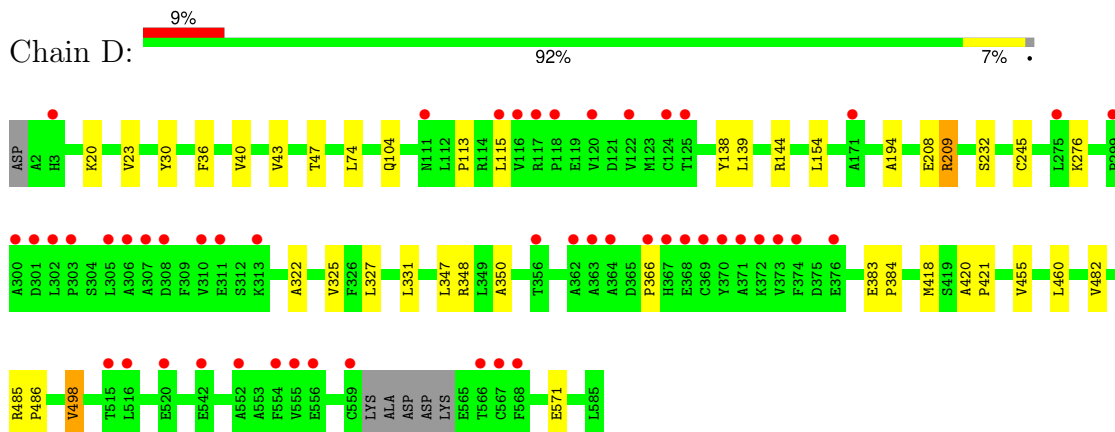 9%
Chain D:
92% 7% •
ASP A2 H3 K20 V23 Y30 F36 V40 V43 T47 L74 Q104 N111 L112 P113 R114 L115 V116 R117 P118 E119 V120 D121 V122 M123 C124 T125 Y138 L139 R144 L154 A171 A194 E208 R209 S232 C245 L275 K276 P299
A300 D301 L302 P303 S304 L305 A306 A307 D308 F309 V310 E311 S312 K313 A322 V325 F326 L327 L331 L347 R348 L349 A350 T356 A362 A363 A364 D365 P366 H367 E368 C369 Y370 A371 K372 V373 F374 D375 E376 E383 P384 M418 S419 A420 P421 V455 L460 V482
R485 P486 V498 T515 L516 E520 E542 A552 A553 F554 V555 E556 C559 LYS ALA ASP ASP LYS E565 T566 C567 F568 E571 L585